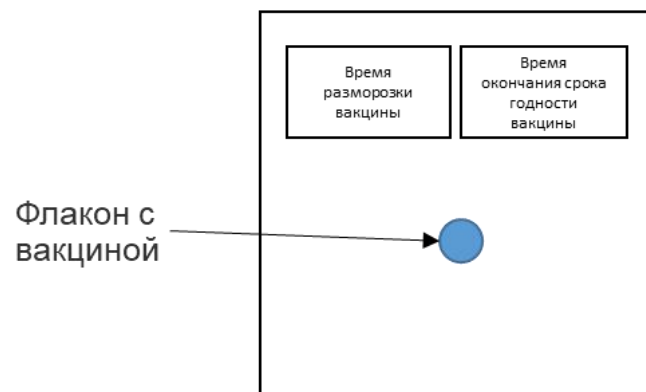 Время
разморозки
вакцины
Время
окончания срока
годности
вакцины
Флакон с
вакциной